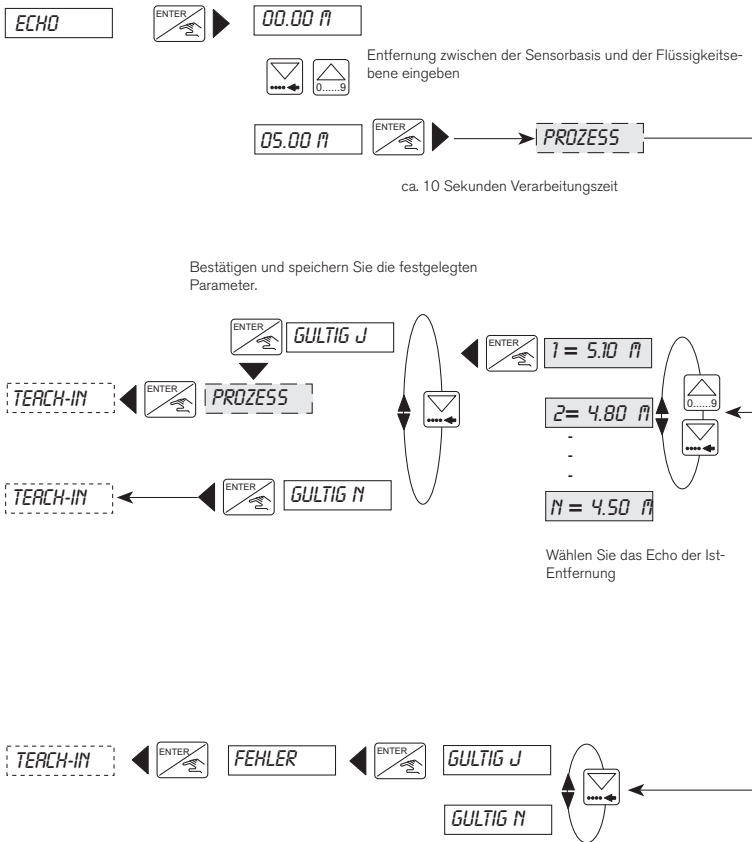 ECHO
ENTER
00.00 M
0......9
Entfernung zwischen der Sensorbasis und der Flüssigkeitse-
bene eingeben
05.00 M
ENTER
PROZESS
ca. 10 Sekunden Verarbeitungszeit
Bestätigen und speichern Sie die festgelegten
Parameter.
ENTER
GULTIG J
ENTER
1 = 5.10 M
TEACH-IN
ENTER
PROZESS
0......9
2= 4.80 M
-
-
-
TEACH-IN
ENTER
GULTIG N
N = 4.50 M
Wählen Sie das Echo der Ist-
Entfernung
TEACH-IN
ENTER
FEHLER
ENTER
GULTIG J
GULTIG N